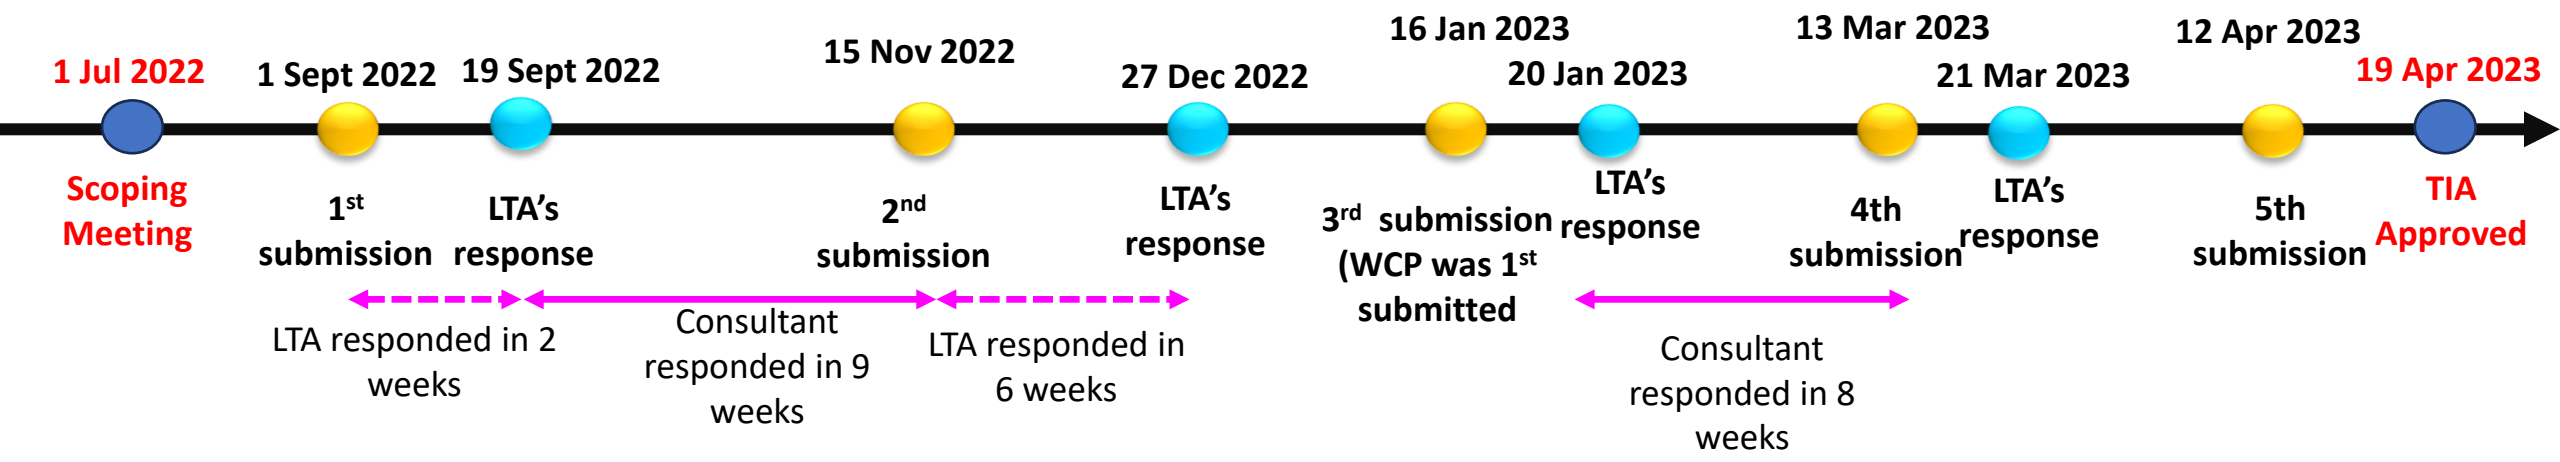 1 Jul 2022
1 Sept 2022
19 Sept 2022
15 Nov 2022
27 Dec 2022
16 Jan 2023
20 Jan 2023
13 Mar 2023
21 Mar 2023
12 Apr 2023
19 Apr 2023
Scoping
Meeting
1st
submission
LTA’s
response
2nd
submission
LTA’s
response
3rd submission
(WCP was 1st
submitted
LTA’s
response
4th
submission
LTA’s
response
5th
submission
TIA
Approved
LTA responded in 2
weeks
Consultant
responded in 9
weeks
LTA responded in
6 weeks
Consultant
responded in 8
weeks